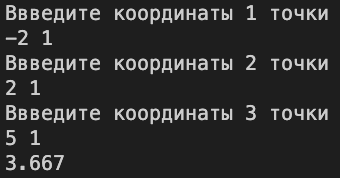 Ввведите координаты 1 точки
-2 1
Ввведите координаты 2 точки
2 1
Ввведите координаты 3 точки
5 1
3.667